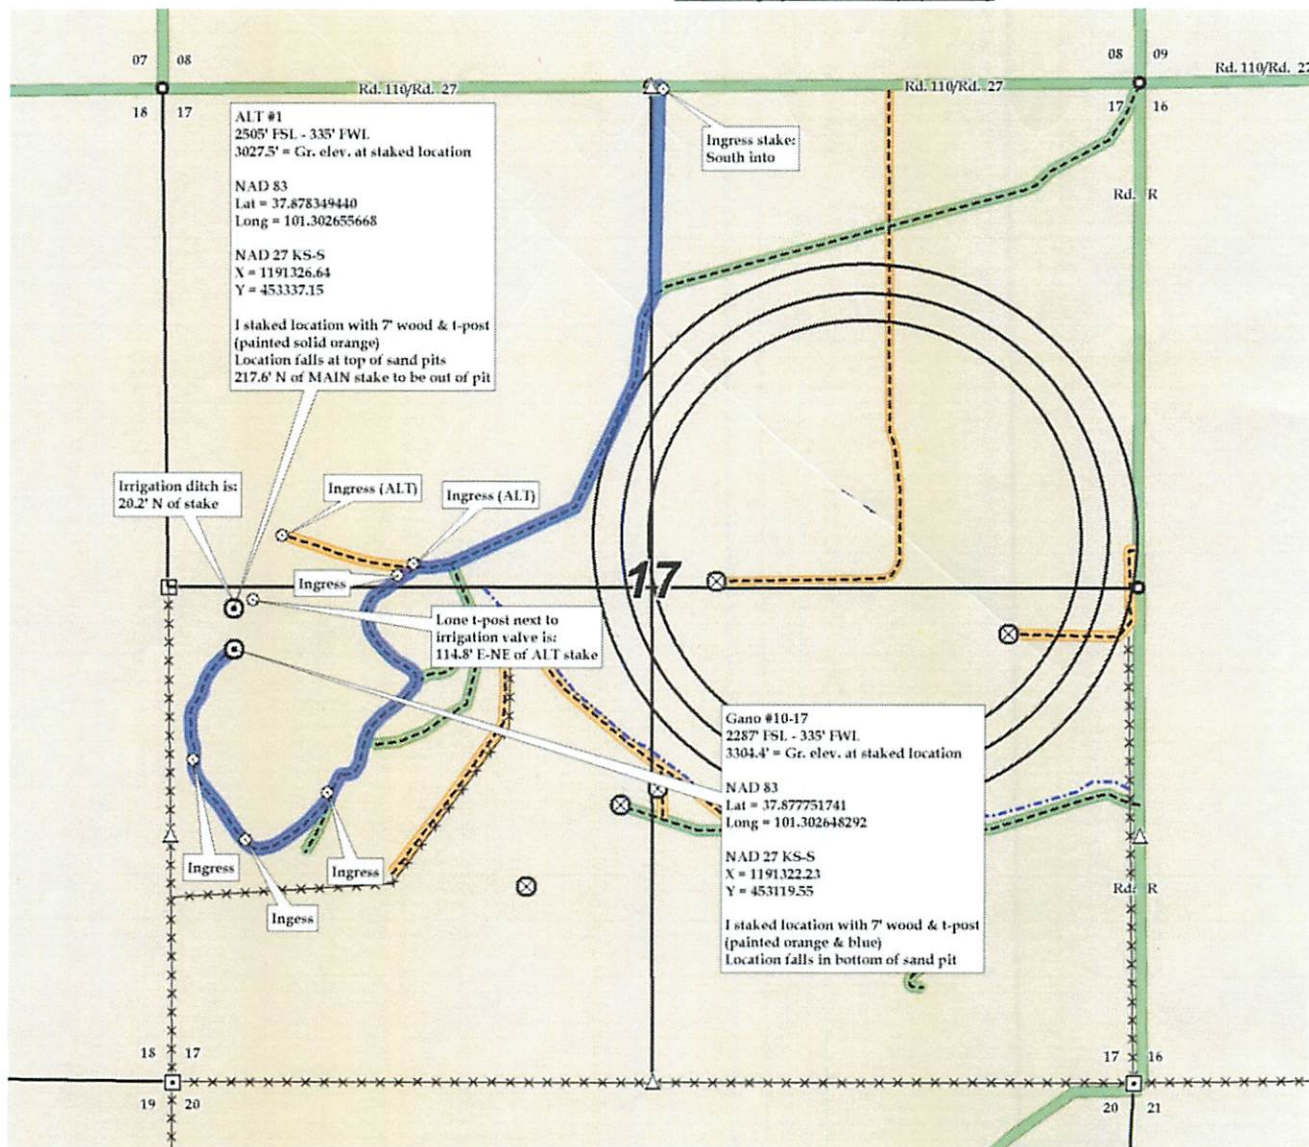 07 08
08 09
Rd. 110/Rd. 27
Rd. 110/Rd. 27
Rd. 110/Rd. 27
18 17
17 16
ALT #1
2505' FSL - 335' FWL
3027.5' = Gr. elev. at staked location
NAD 83
Lat = 37.878349440
Long = 101.302655668
NAD 27 KS-S
X = 1191326.64
Y = 453337.15
I staked location with 7' wood & t-post
(painted solid orange)
Location falls at top of sand pits
217.6' N of MAIN stake to be out of pit
Ingress stake:
South into
Rd. R
Irrigation ditch is:
20.2' N of stake
Ingress (ALT)
Ingress (ALT)
Ingress
17
Lone t-post next to
irrigation valve is:
114.8' E-NE of ALT stake
Gano #10-17
2287' FSL - 335' FWL
3304.4' = Gr. elev. at staked location
NAD 83
Lat = 37.877751741
Long = 101.302648292
NAD 27 KS-S
X = 1191322.23
Y = 453119.55
I staked location with 7' wood & t-post
(painted orange & blue)
Location falls in bottom of sand pit
Ingress
Ingress
Ingess
Rd. R
18 17
17 16
19 20
20 21